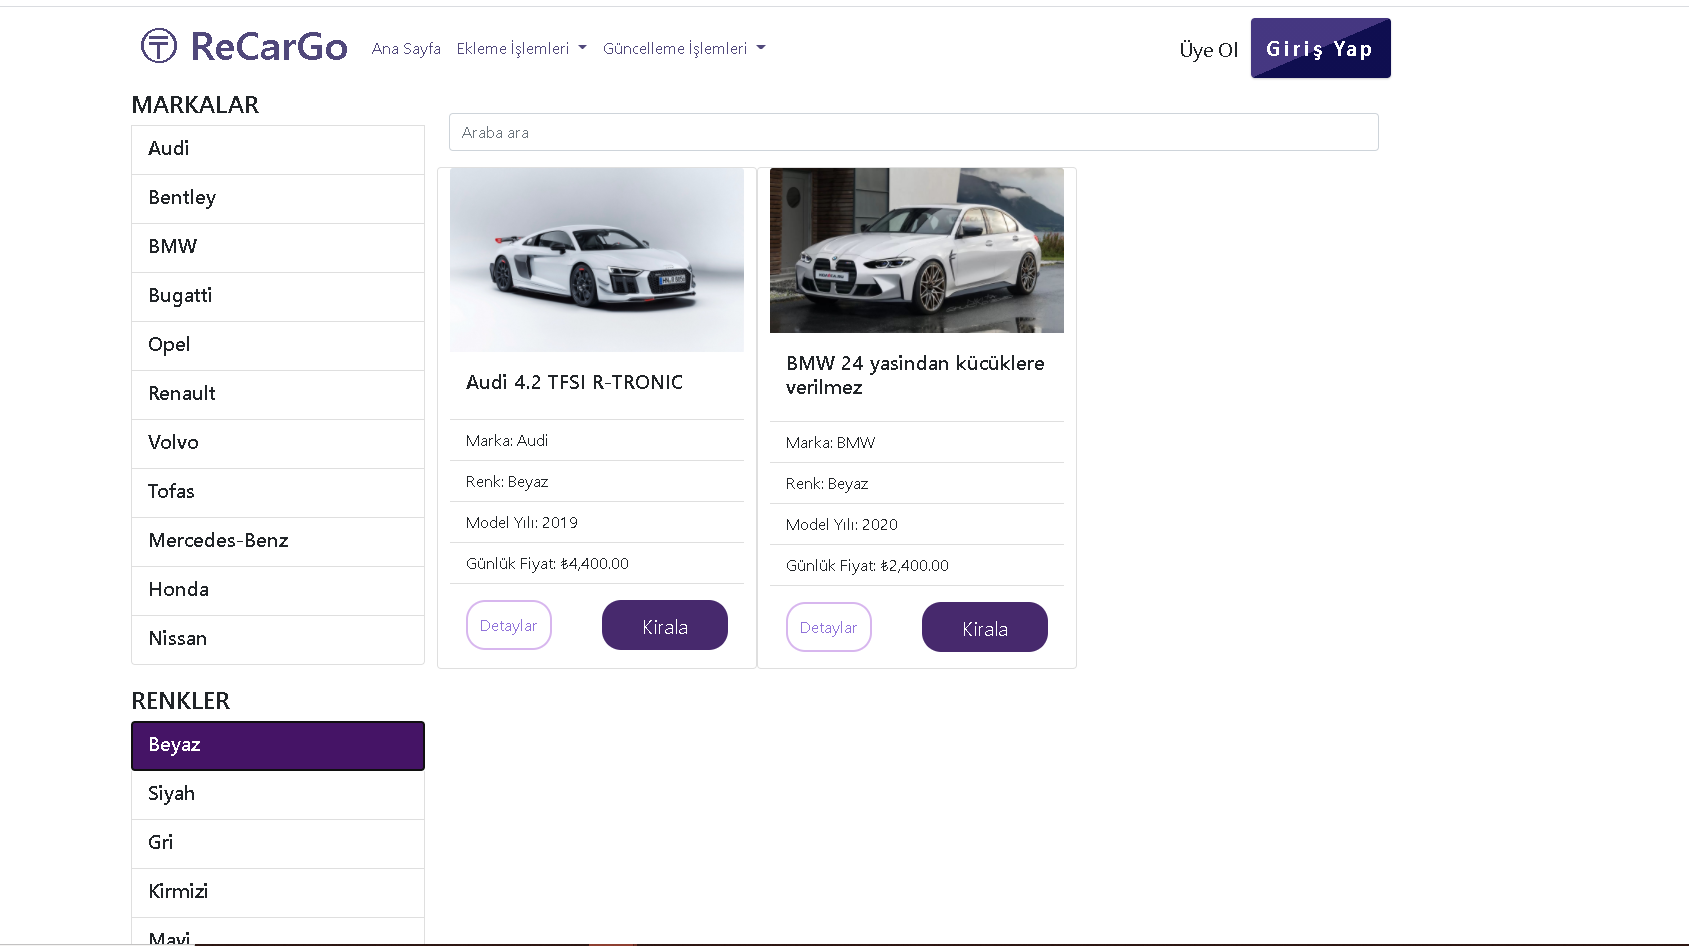 ReCarGo
Ana Sayfa
Ekleme İşlemleri
Güncelleme İşlemleri
Üye Ol
Giriş Yap
MARKALAR
Audi
Bentley
BMW
Bugatti
Opel
Renault
Volvo
Tofas
Mercedes-Benz
Honda
Nissan
RENKLER
Beyaz
Siyah
Gri
Kirmizi
Mavi
Araba ara
Audi 4.2 TFSI R-TRONIC
Marka: Audi
Renk: Beyaz
Model Yılı: 2019
Günlük Fiyat: ₺4,400.00
Detaylar
Kirala
BMW 24 yasindan kücüklere
verilmez
Marka: BMW
Renk: Beyaz
Model Yılı: 2020
Günlük Fiyat: ₺2,400.00
Detaylar
Kirala